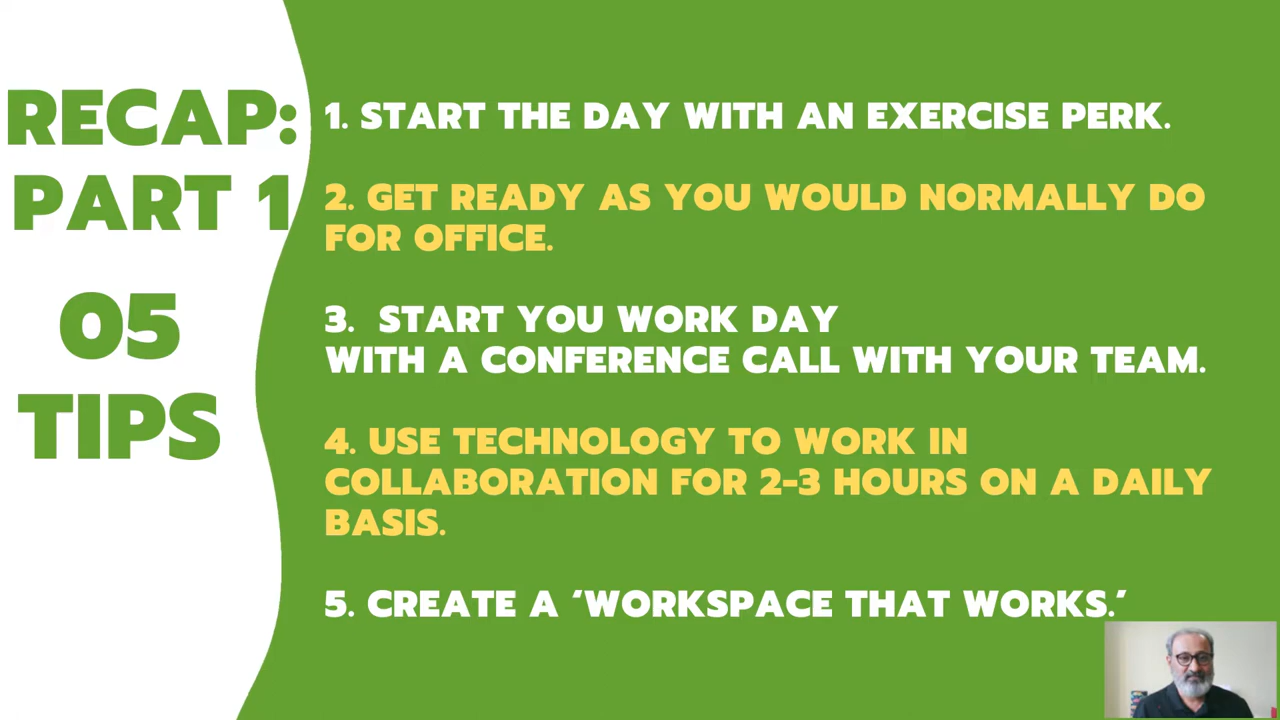 RECAP:
PART 1
05
TIPS
1. START THE DAY WITH AN EXERCISE PERK.
2. GET READY AS YOU WOULD NORMALLY DO
FOR OFFICE.
3.  START YOU WORK DAY
WITH A CONFERENCE CALL WITH YOUR TEAM.
4. USE TECHNOLOGY TO WORK IN
COLLABORATION FOR 2-3 HOURS ON A DAILY
BASIS.
5. CREATE A ‘WORKSPACE THAT WORKS.’